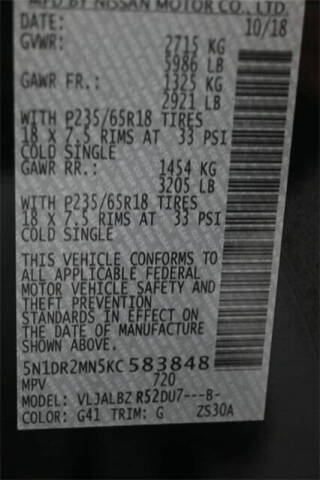 MFD BY NISSAN MOTOR CO., LTD.
DATE: 10/18
GVWR: 2715 KG
5986 LB
GAWR FR.: 1325 KG
2921 LB
WITH P235/65R18 TIRES
18 X 7.5 RIMS AT 33 PSI
COLD SINGLE
GAWR RR.: 1454 KG
3205 LB
WITH P235/65R18 TIRES
18 X 7.5 RIMS AT 33 PSI
COLD SINGLE
THIS VEHICLE CONFORMS TO
ALL APPLICABLE FEDERAL
MOTOR VEHICLE SAFETY AND
THEFT PREVENTION
STANDARDS IN EFFECT ON
THE DATE OF MANUFACTURE
SHOWN ABOVE.
5N1DR2MN5KC583848
MPV 720
MODEL: VLJALBZ R52DU7---B-
COLOR: G41 TRIM: G ZS30A